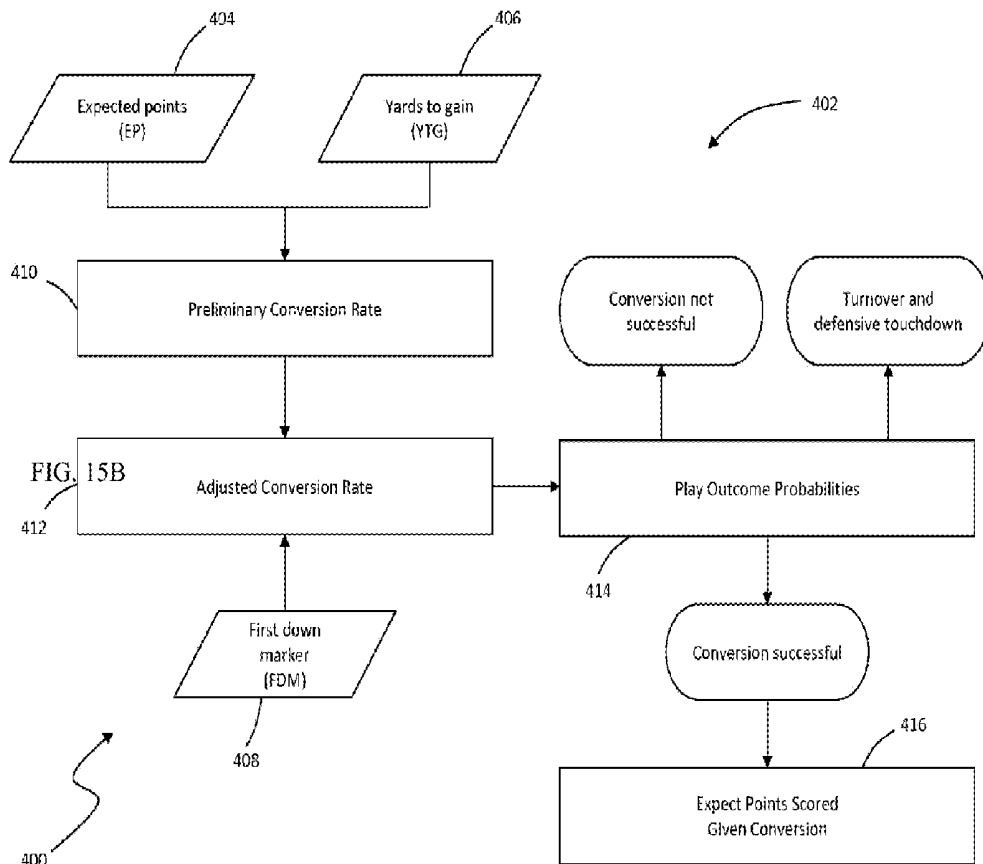 404
406
Expected points
(EP)
Yards to gain
(YTG)
402
410
Preliminary Conversion Rate
Conversion not
successful
Turnover and
defensive touchdown
FIG. 15B
Adjusted Conversion Rate
Play Outcome Probabilities
412
414
First down
marker
(FDM)
Conversion successful
408
416
Expect Points Scored
Given Conversion
400